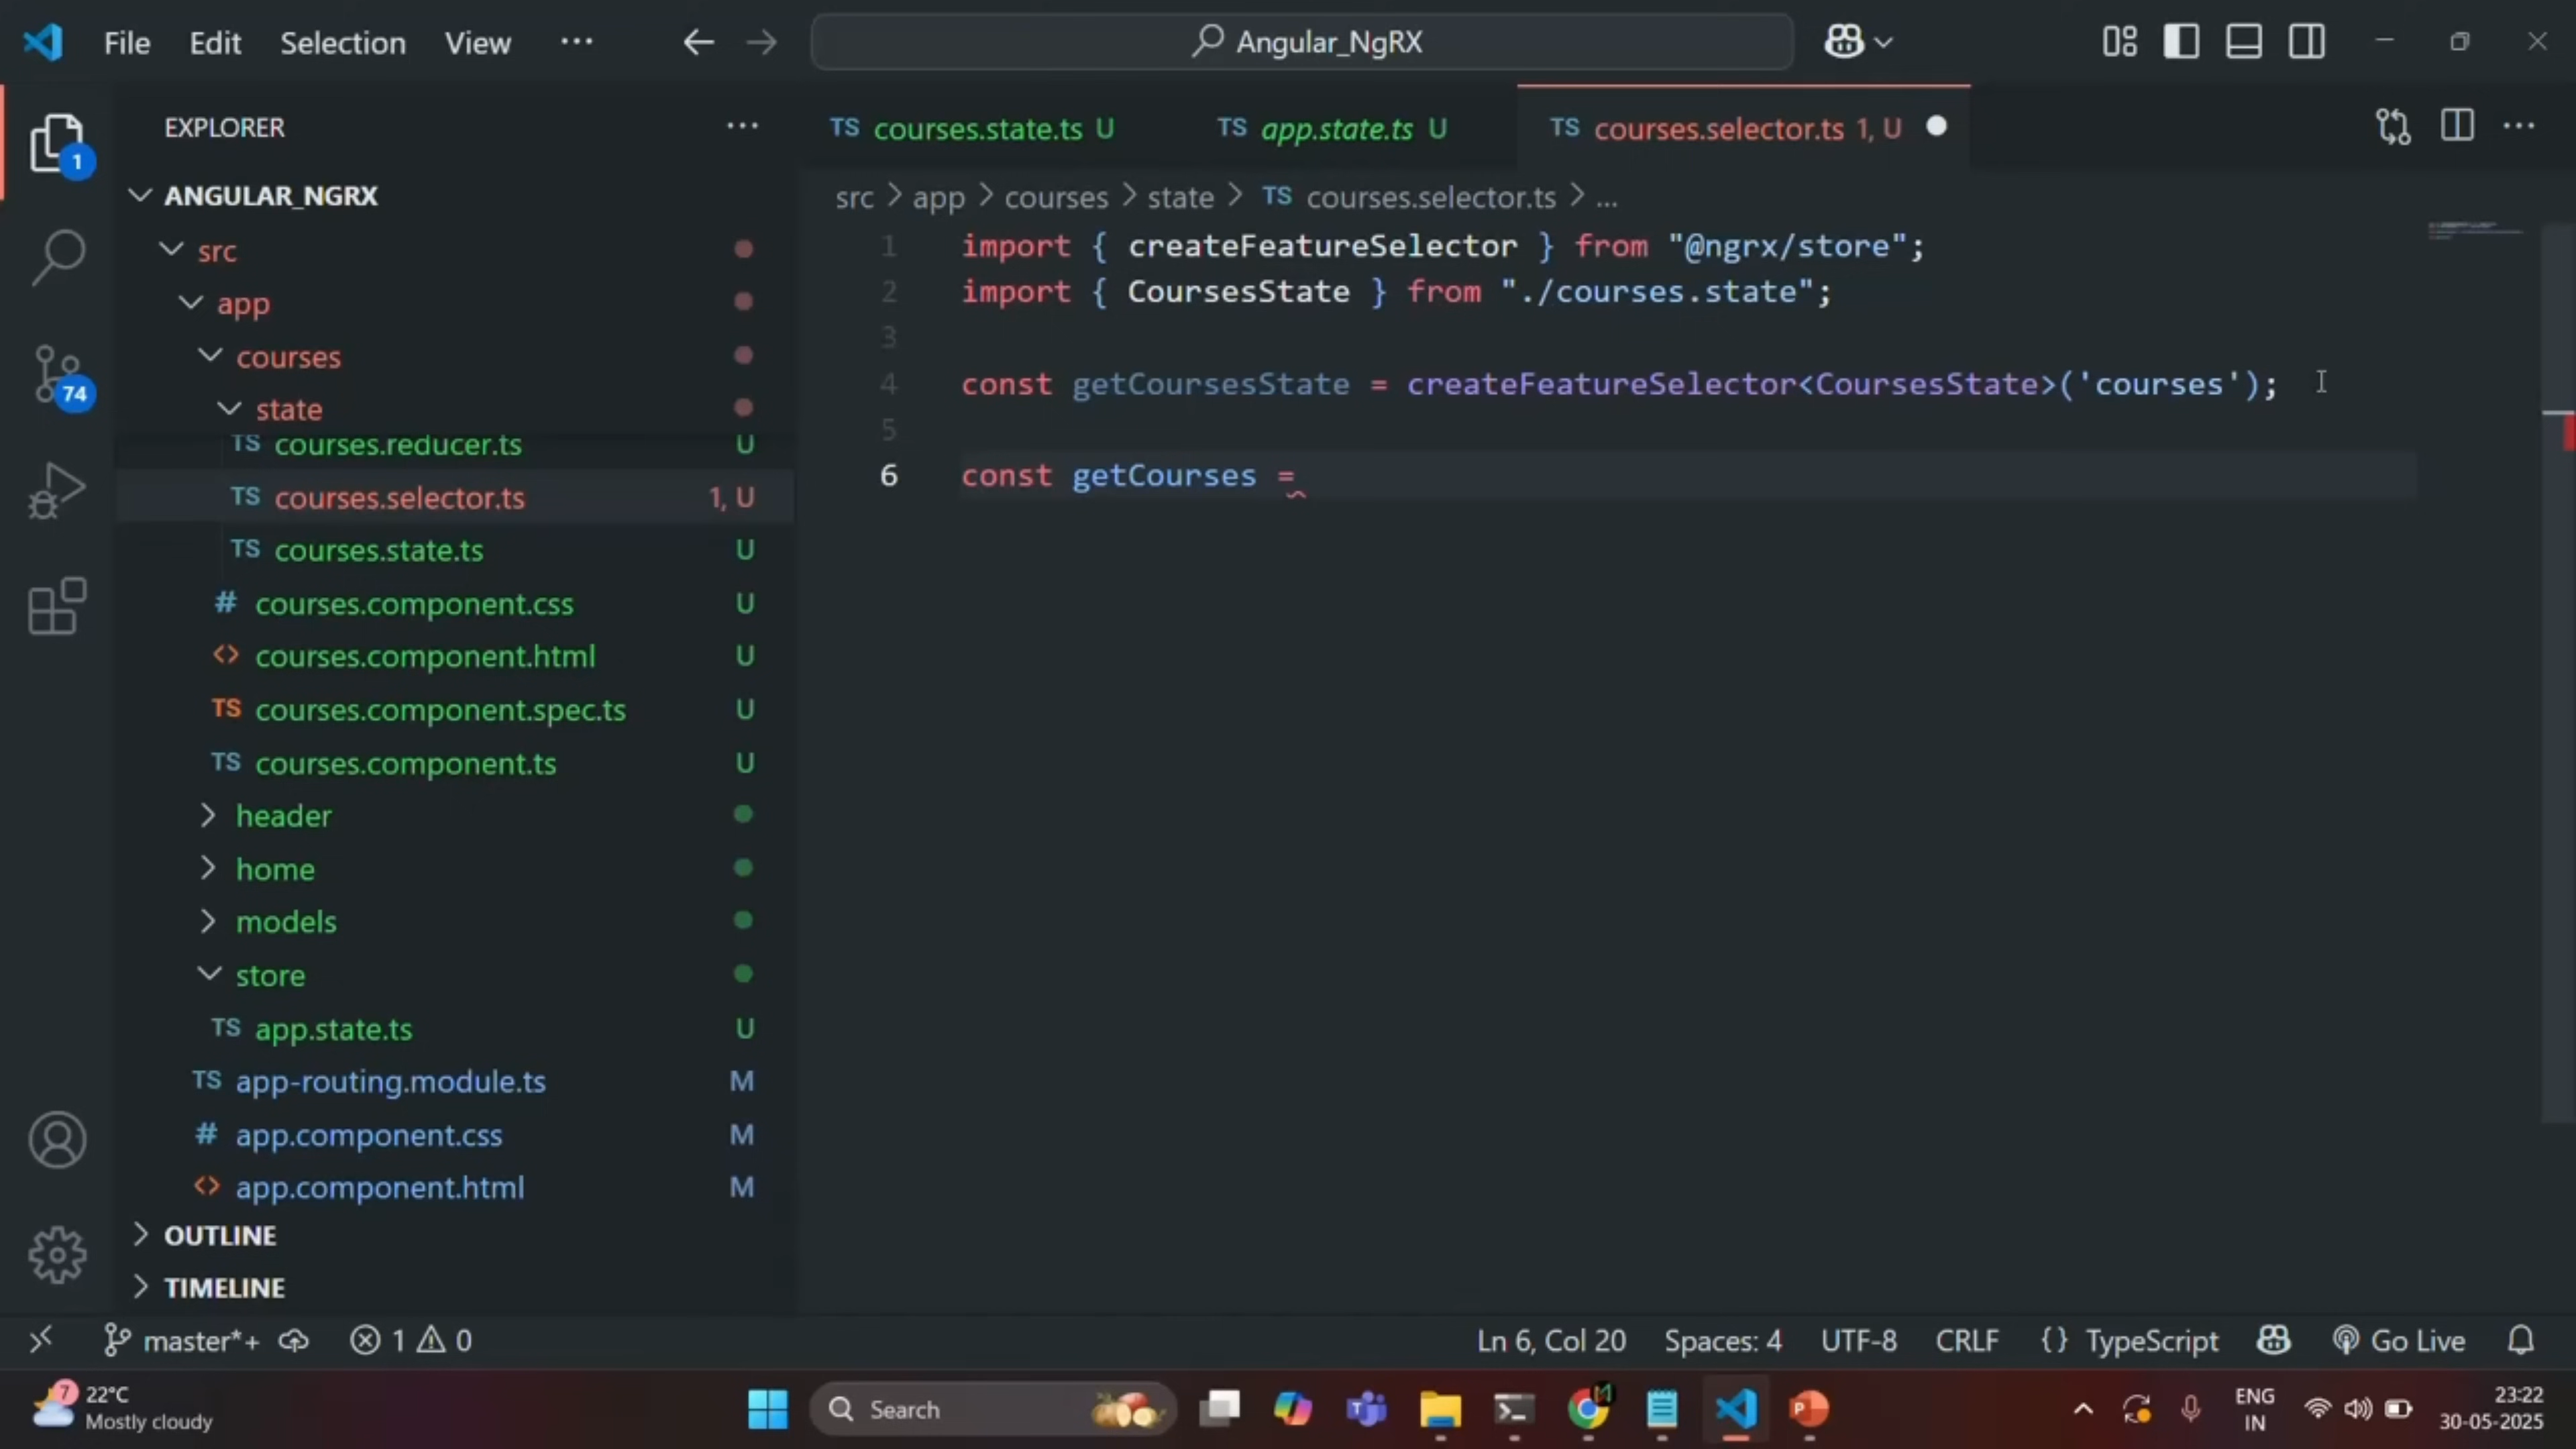 File Edit Selection View ... Angular_NgRX
EXPLORER ...
ANGULAR_NGRX
src
app
courses
state
TS courses.reducer.ts U
TS courses.selector.ts 1, U
TS courses.state.ts U
# courses.component.css U
<> courses.component.html U
TS courses.component.spec.ts U
TS courses.component.ts U
header
home
models
store
TS app.state.ts U
TS app-routing.module.ts M
# app.component.css M
<> app.component.html M
OUTLINE
TIMELINE
1
74
TS courses.state.ts U TS app.state.ts U TS courses.selector.ts 1, U
src > app > courses > state > TS courses.selector.ts > ...
1 import { createFeatureSelector } from "@ngrx/store";
2 import { CoursesState } from "./courses.state";
3
4 const getCoursesState = createFeatureSelector<CoursesState>('courses');
5
6 const getCourses =
master*+ 1 0 Ln 6, Col 20 Spaces: 4 UTF-8 CRLF {} TypeScript Go Live
7 22°C
Mostly cloudy
Search
ENG
IN
23:22
30-05-2025